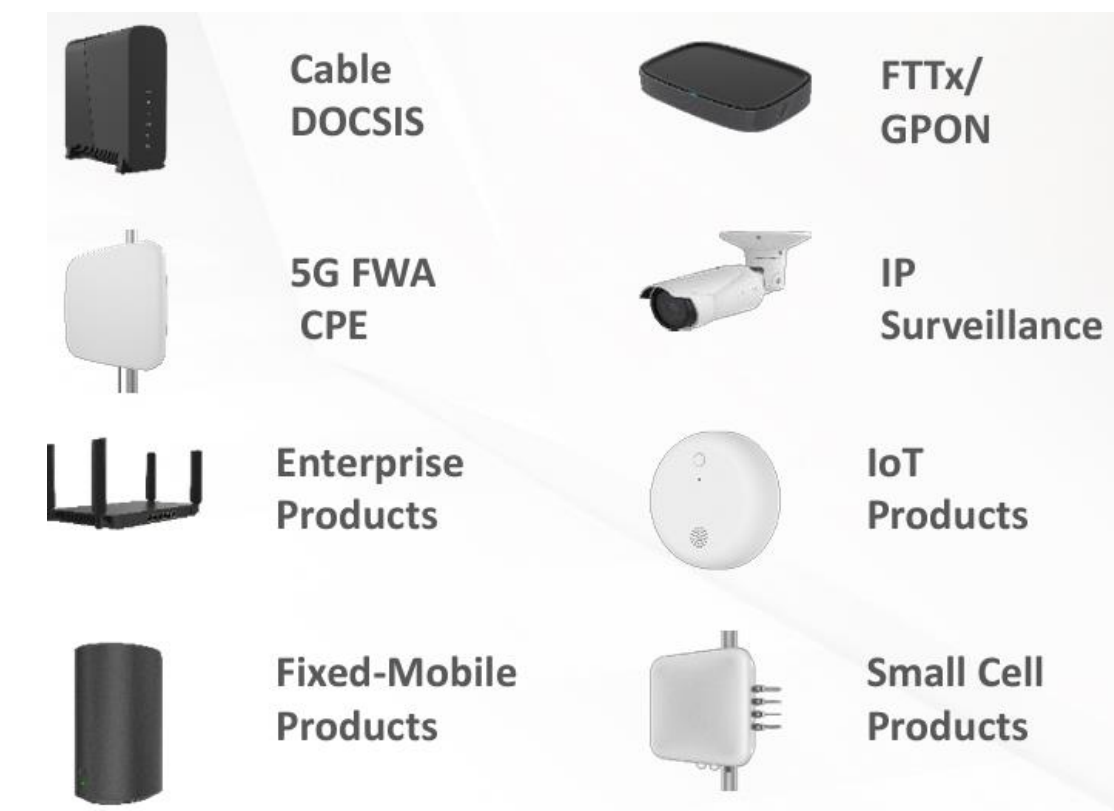 Cable
DOCSIS
FTTx/
GPON
5G FWA
CPE
IP
Surveillance
Enterprise
Products
IoT
Products
Fixed-Mobile
Products
Small Cell
Products